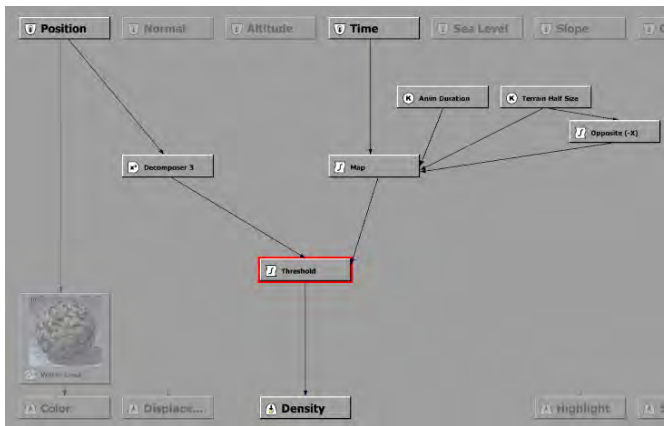 Position
Normal
Altitude
Time
Sea Level
Slope
Anim Duration
Terrain Half Size
Opposite (-X)
Decomposer 3
Map
Threshold
Color
Displace...
Density
Highlight